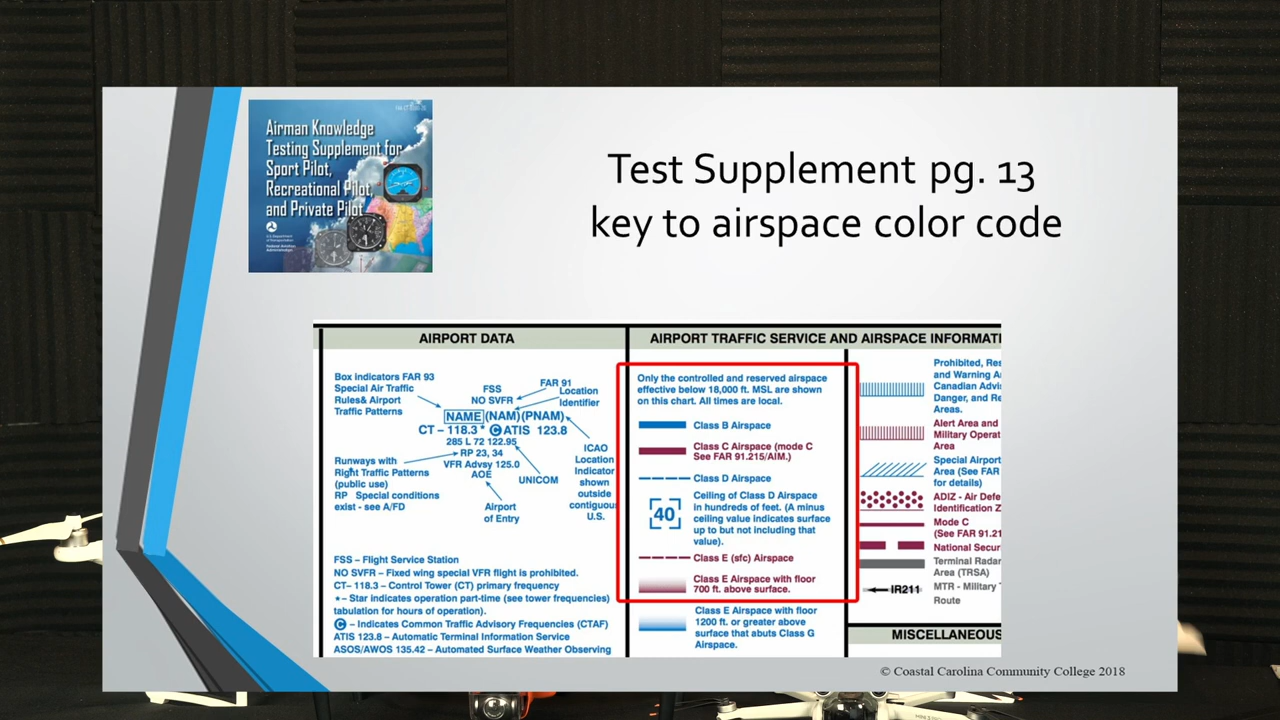 Airman Knowledge
Testing Supplement for
Sport Pilot,
Recreational Pilot,
and Private Pilot
Test Supplement pg. 13
key to airspace color code
AIRPORT DATA
Box indicators FAR 93
Special Air Traffic
Rules& Airport
Traffic Patterns
FSS
NO SVFR
FAR 91
Location
Identifier
NAME (NAM) (PNAM)
CT – 118.3 * C ATIS 123.8
285 L 72 122.95
RP 23, 34
VFR Advsy 125.0
AOE
UNICOM
Airport
of Entry
ICAO
Location
Indicator
shown
outside
contiguous
U.S.
Runways with
Right Traffic Patterns
(public use)
RP Special conditions
exist - see A/FD
FSS – Flight Service Station
NO SVFR – Fixed wing special VFR flight is prohibited.
CT– 118.3 - Control Tower (CT) primary frequency
* – Star indicates operation part-time (see tower frequencies)
tabulation for hours of operation).
C – Indicates Common Traffic Advisory Frequencies (CTAF)
ATIS 123.8 – Automatic Terminal Information Service
ASOS/AWOS 135.42 – Automated Surface Weather Observing
AIRPORT TRAFFIC SERVICE AND AIRSPACE INFORMATI
Only the controlled and reserved airspace
effective below 18,000 ft. MSL are shown
on this chart. All times are local.
Class B Airspace
Class C Airspace (mode C
See FAR 91.215/AIM.)
Class D Airspace
40
Ceiling of Class D Airspace
in hundreds of feet. (A minus
ceiling value indicates surface
up to but not including that
value).
Class E (sfc) Airspace
Class E Airspace with floor
700 ft. above surface.
Class E Airspace with floor
1200 ft. or greater above
surface that abuts Class G
Airspace.
Prohibited, Res
and Warning A
Canadian Advis
Danger, and Re
Areas.
Alert Area and
Military Operat
Area
Special Airport
Area (See FAR
for details)
ADIZ - Air Defe
Identification Z
Mode C
(See FAR 91.21
National Secur
Terminal Radar
Area (TRSA)
IR211
MTR - Military
Route
MISCELLANEOUS
© Coastal Carolina Community College 2018